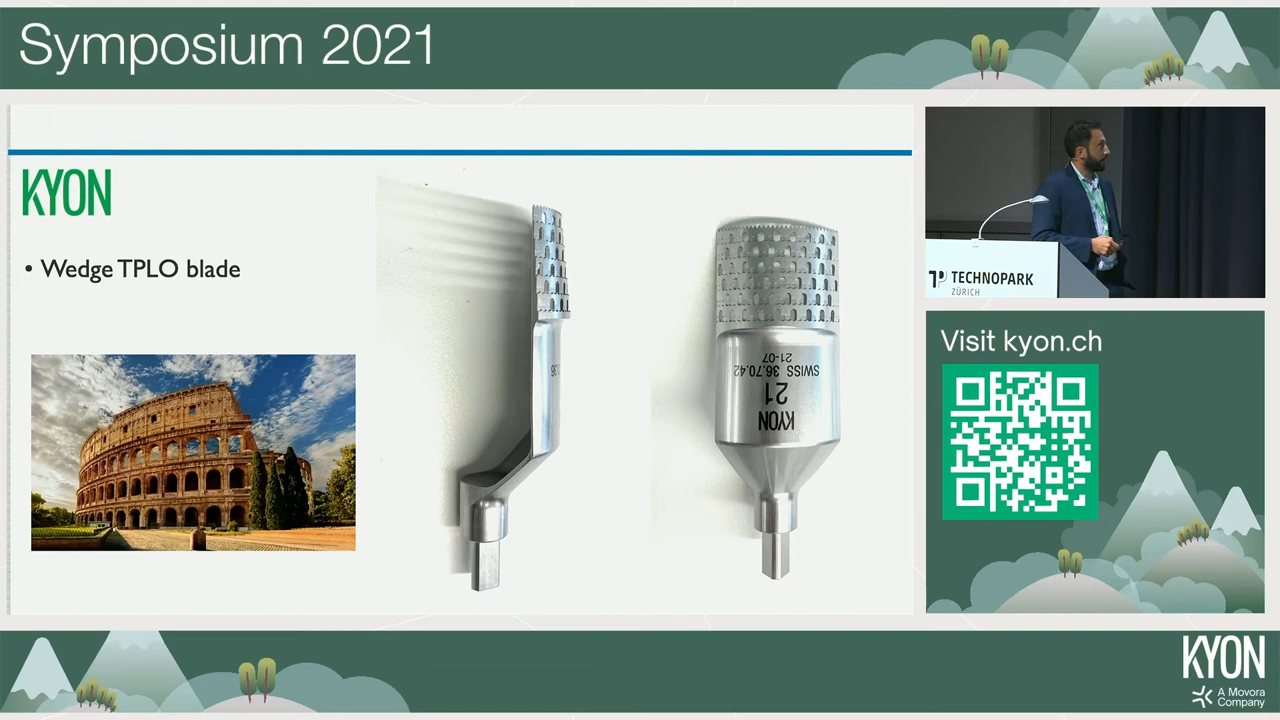 Symposium 2021
KYON
• Wedge TPLO blade
SWISS 36.70.42
21-07
21
KYON
TECHNOPARK
ZÜRICH
Visit kyon.ch
KYON
A Movora
Company